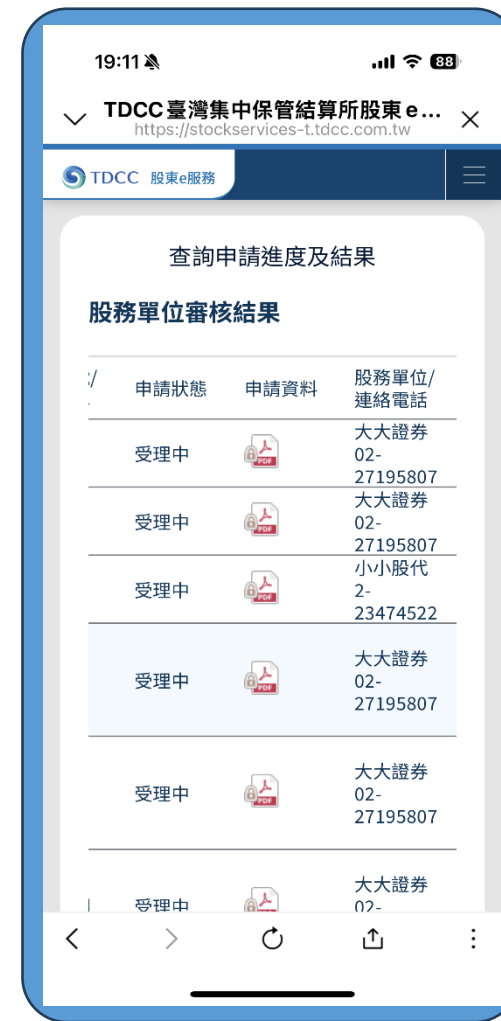 19:11
88
TDCC臺灣集中保管結算所股東e...
https://stockservices-t.tdcc.com.tw
TDCC 股東e服務
查詢申請進度及結果
股務單位審核結果
/ 申請狀態 申請資料 股務單位/
連絡電話
大大證券
受理中 PDF 02-
27195807
大大證券
受理中 PDF 02-
27195807
小小股代
受理中 PDF 2-
23474522
大大證券
受理中 PDF 02-
27195807
大大證券
受理中 PDF 02-
27195807
大大證券
受理中 02-